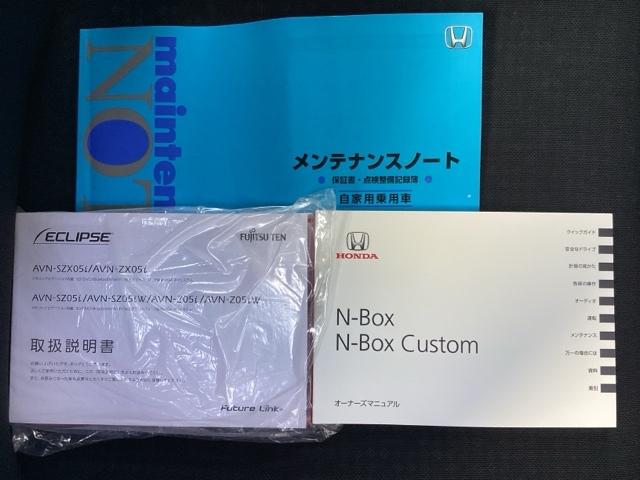 maintenance
NOTE
メンテナンスノート
● 保証書・点検整備記録簿 ●
自家用乗用車
ECLIPSE
FUJITSU TEN
AVN-SZX05i/AVN-ZX05i
AVN-SZ05i/AVN-SZ05iW/AVN-Z05i/AVN-Z05iW
取扱説明書
Future Link
HONDA
N-Box
N-Box Custom
オーナーズマニュアル
クイックガイド
安全なドライブ
計器の見かた
各部の操作
オーディオ
運転
メンテナンス
万一の場合には
資料
索引